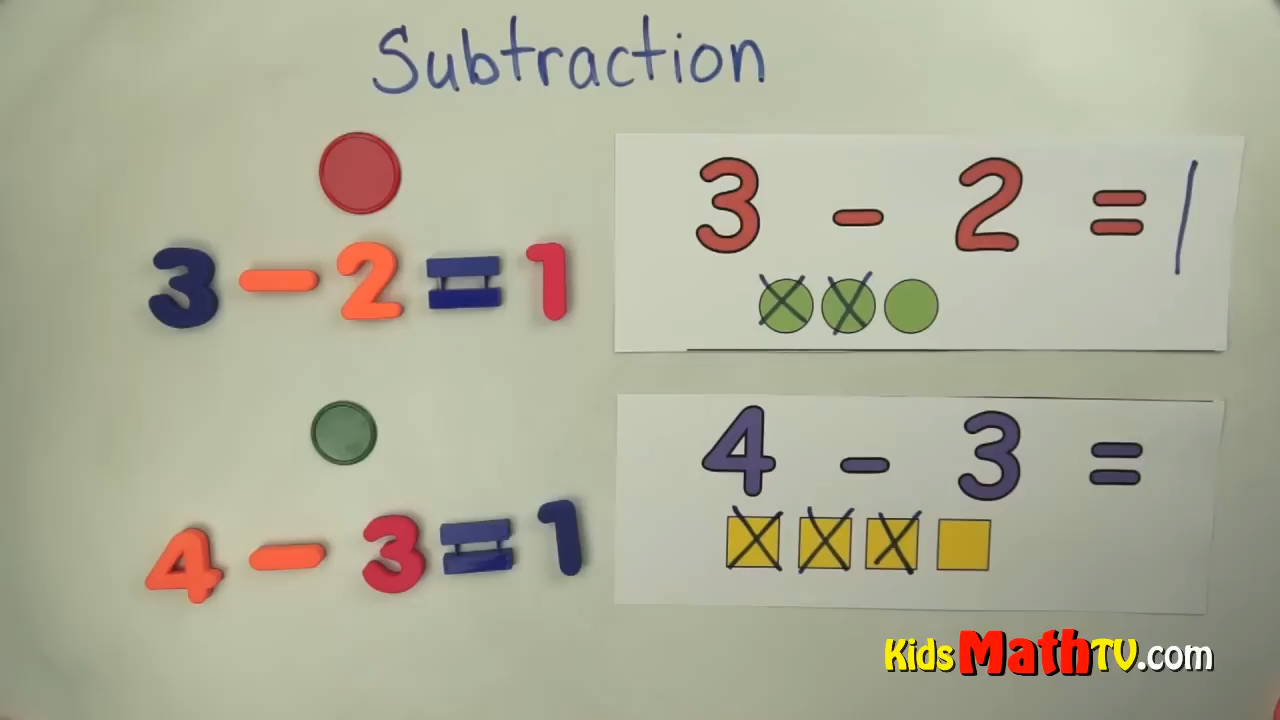 Subtraction
3 - 2 = 1
3 - 2 = 1
4 - 3 = 1
4 - 3 =
KidsMathTV.com